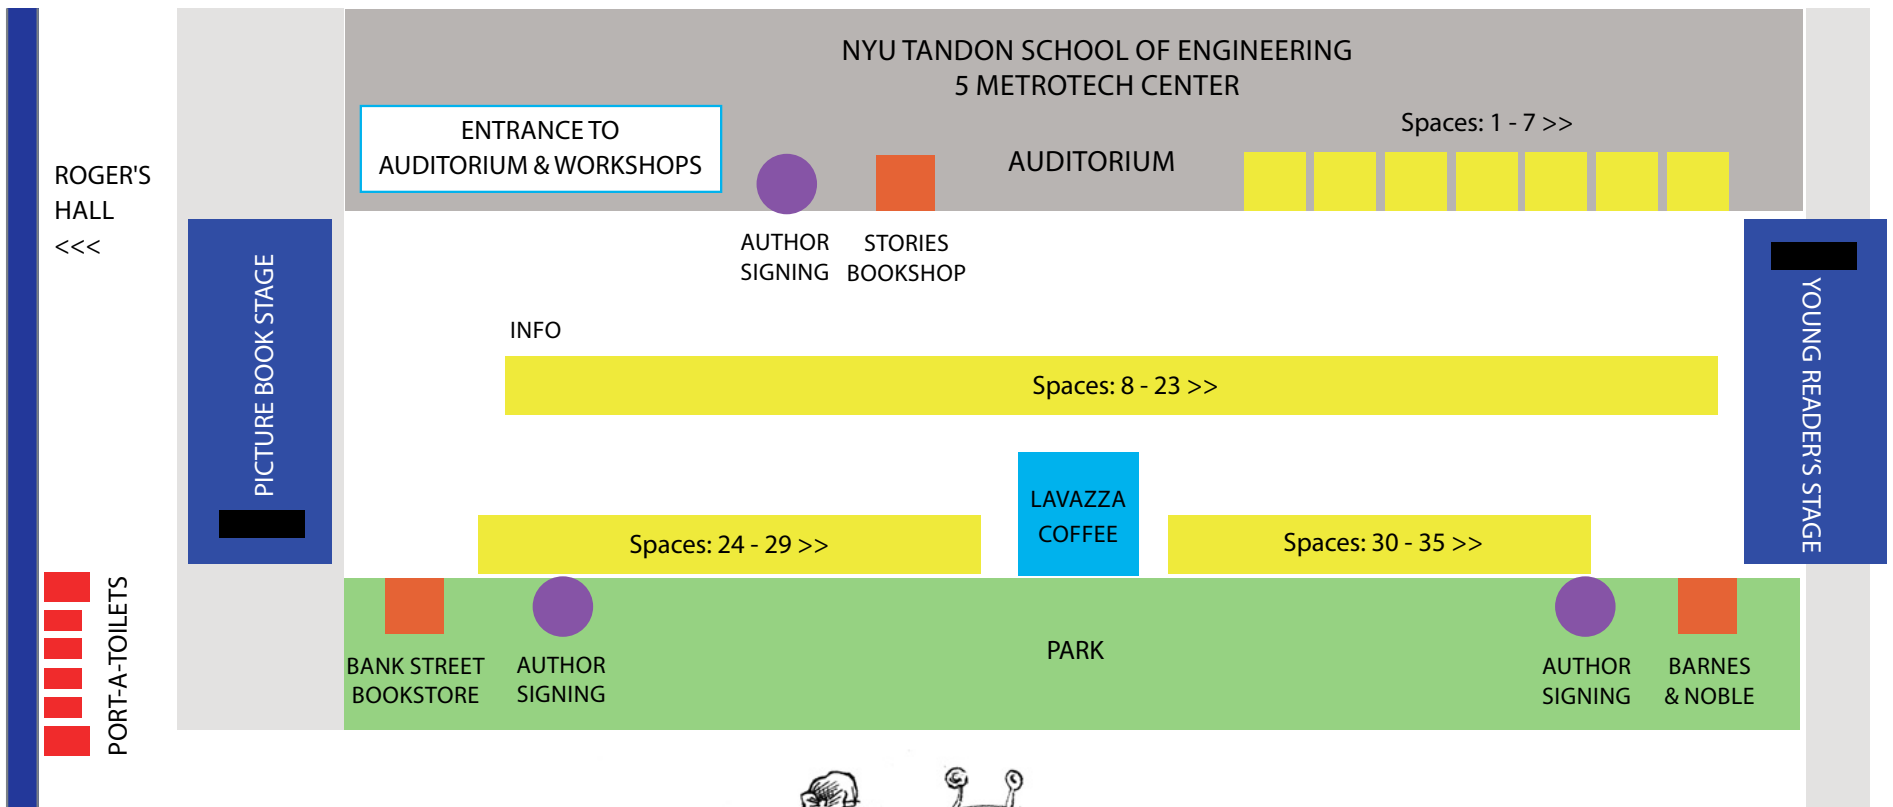 NYU TANDON SCHOOL OF ENGINEERING
5 METROTECH CENTER
ENTRANCE TO
AUDITORIUM & WORKSHOPS
AUDITORIUM
Spaces: 1 - 7 >>
ROGER'S
HALL
<<<
AUTHOR
SIGNING
STORIES
BOOKSHOP
PICTURE BOOK STAGE
YOUNG READER'S STAGE
INFO
Spaces: 8 - 23 >>
LAVAZZA
COFFEE
Spaces: 24 - 29 >>
Spaces: 30 - 35 >>
PORT-A-TOILETS
BANK STREET
BOOKSTORE
AUTHOR
SIGNING
PARK
AUTHOR
SIGNING
BARNES
& NOBLE